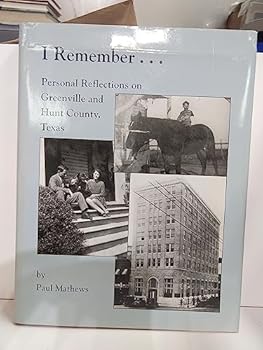 I Remember . . .
Personal Reflections on
Greenville and
Hunt County,
Texas
by
Paul Mathews